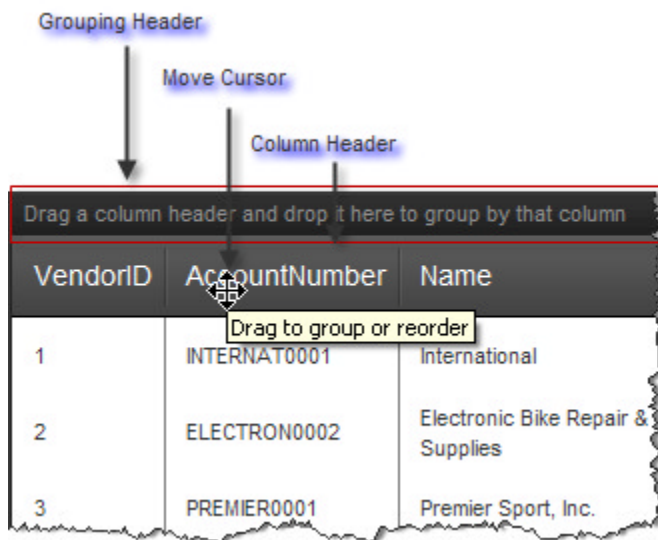 Grouping Header
Move Cursor
Column Header
Drag a column header and drop it here to group by that column
VendorID AccountNumber Name
Drag to group or reorder
1 INTERNAT0001 International
2 ELECTRON0002 Electronic Bike Repair &
Supplies
3 PREMIER0001 Premier Sport, Inc.